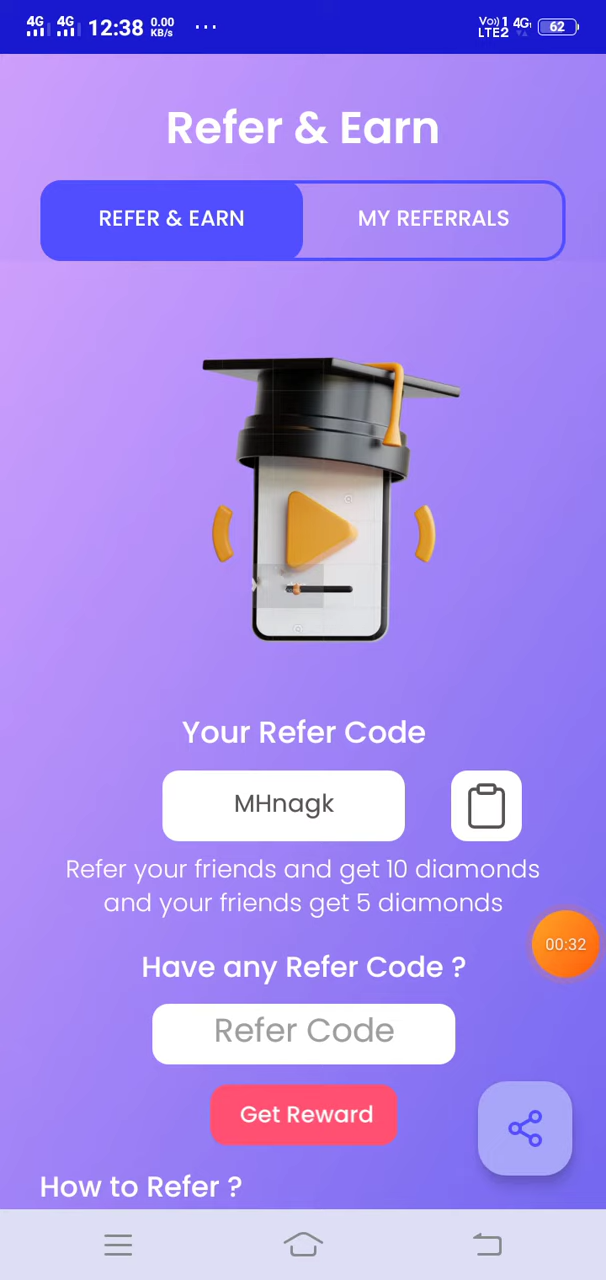 4G 4G 12:38 0.00 KB/s ... Vo)) 1 4G 62
LTE2
Refer & Earn
REFER & EARN MY REFERRALS
Your Refer Code
MHnagk
Refer your friends and get 10 diamonds
and your friends get 5 diamonds
00:32
Have any Refer Code ?
Refer Code
Get Reward
How to Refer ?